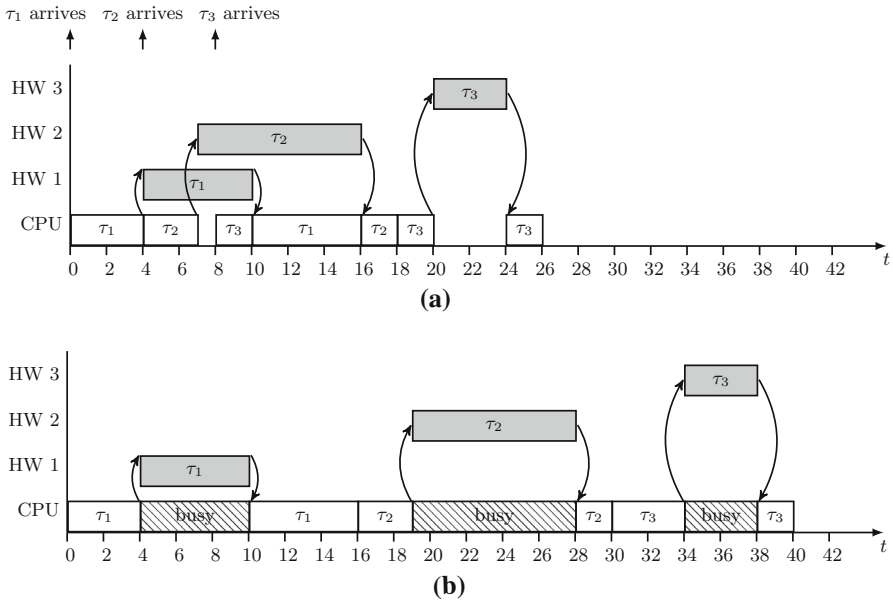 τ1 arrives τ2 arrives τ3 arrives
HW 3 τ3
HW 2 τ2
HW 1 τ1
CPU τ1 τ2 τ3 τ1 τ2 τ3 τ3
0 2 4 6 8 10 12 14 16 18 20 22 24 26 28 30 32 34 36 38 40 42 t
(a)
HW 3 τ3
HW 2 τ2
HW 1 τ1
CPU τ1 busy τ1 τ2 busy τ2 τ3 busy τ3
0 2 4 6 8 10 12 14 16 18 20 22 24 26 28 30 32 34 36 38 40 42 t
(b)